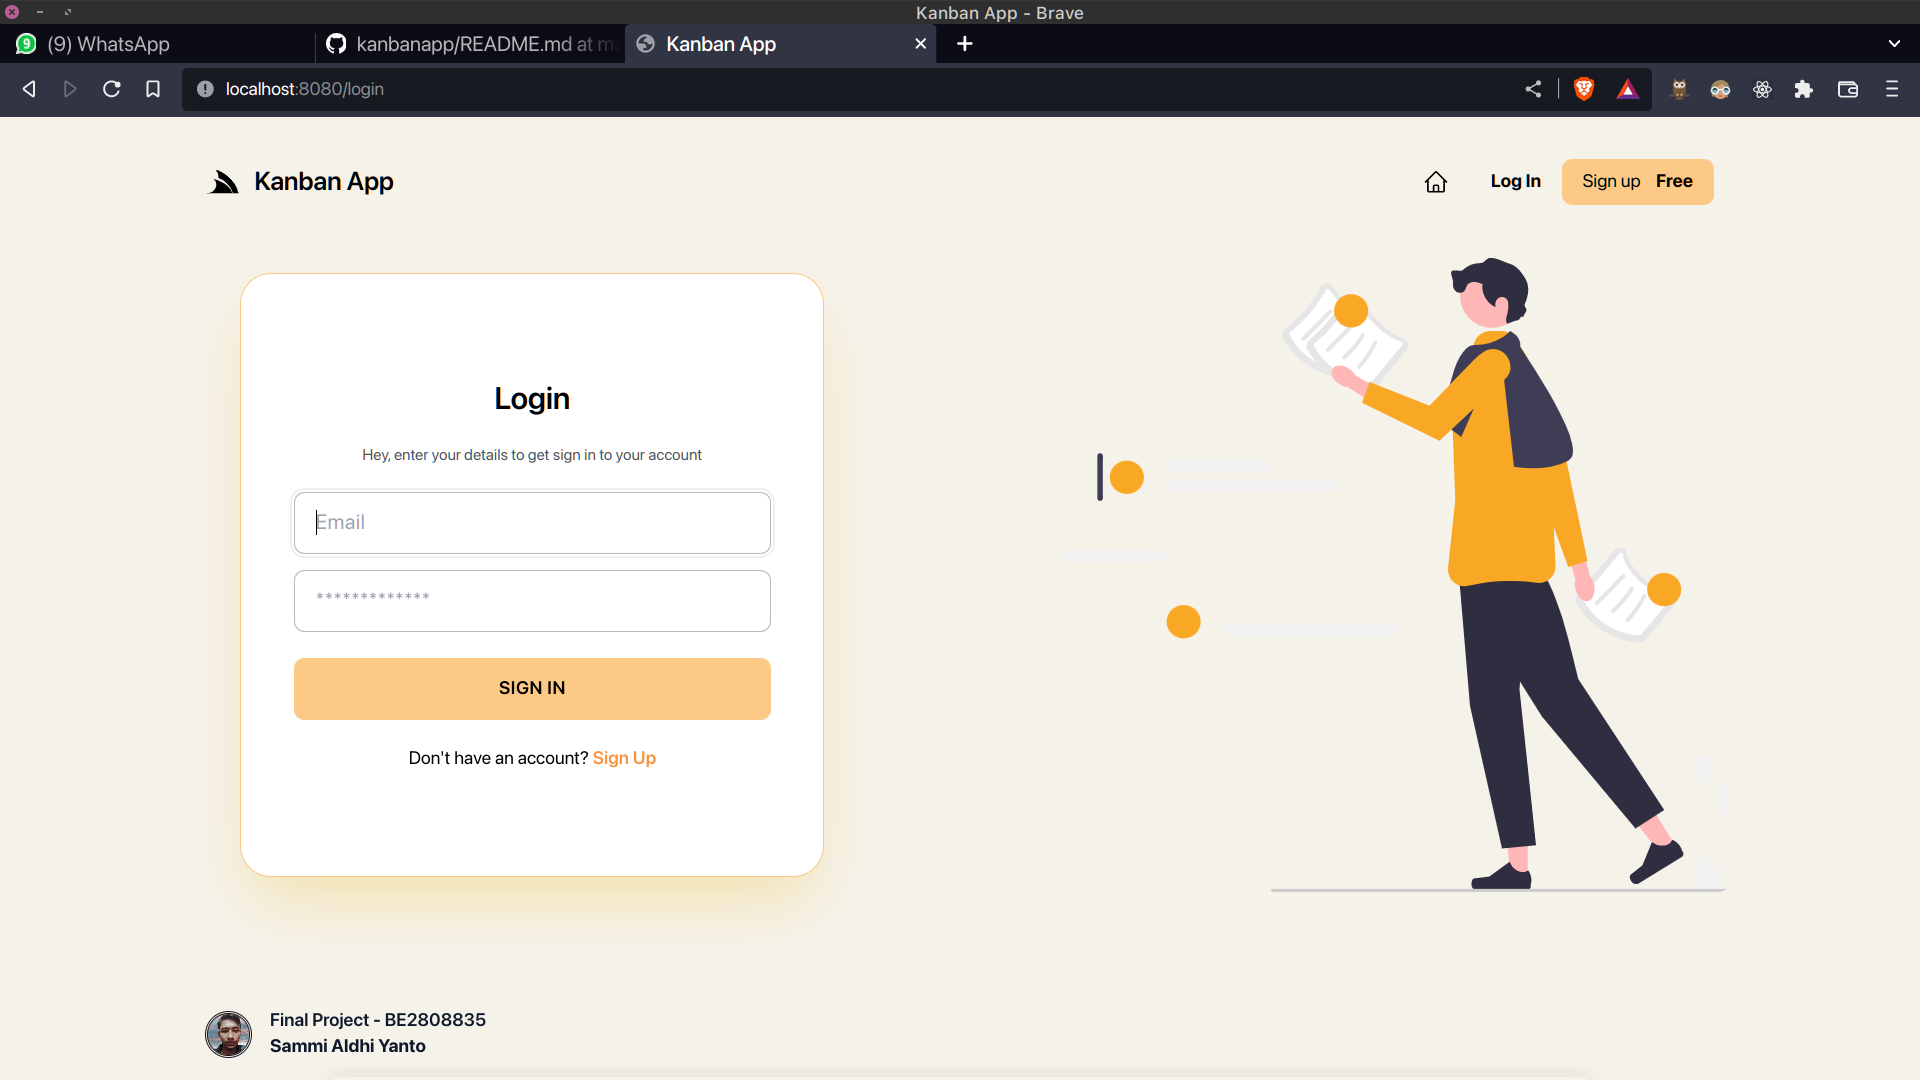 Kanban App - Brave
9 (9) WhatsApp
kanbanapp/README.md at ma
Kanban App
localhost:8080/login
Kanban App
Log In
Sign up Free
Login
Hey, enter your details to get sign in to your account
Email
*************
SIGN IN
Don't have an account? Sign Up
Final Project - BE2808835
Sammi Aldhi Yanto